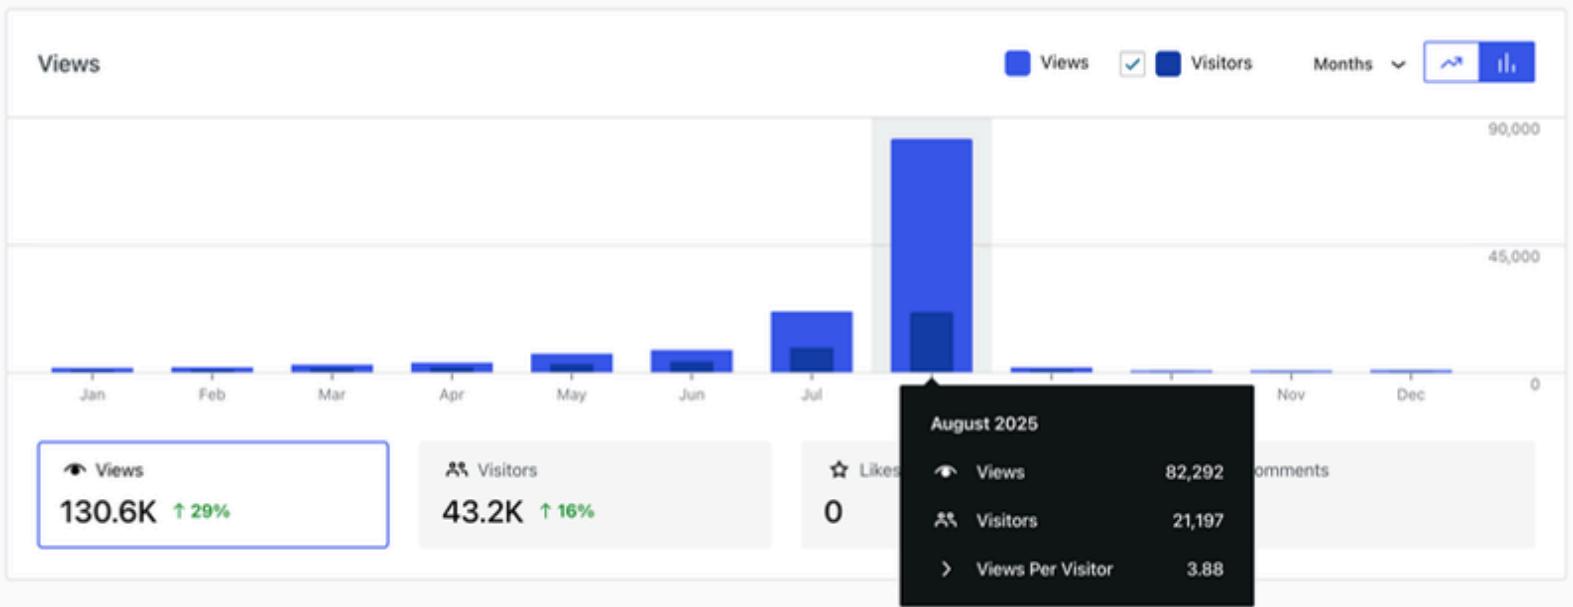 Views
Views Visitors Months
90,000
45,000
0
Jan Feb Mar Apr May Jun Jul Nov Dec
Views
130.6K ↑ 29%
Visitors
43.2K ↑ 16%
Likes
0
omments
August 2025
Views 82,292
Visitors 21,197
Views Per Visitor 3.88